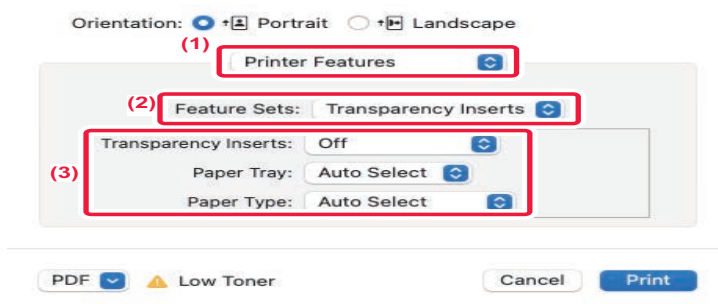 Orientation: Portrait Landscape
(1)
Printer Features
(2) Feature Sets: Transparency Inserts
Transparency Inserts: Off
(3) Paper Tray: Auto Select
Paper Type: Auto Select
PDF Low Toner Cancel Print